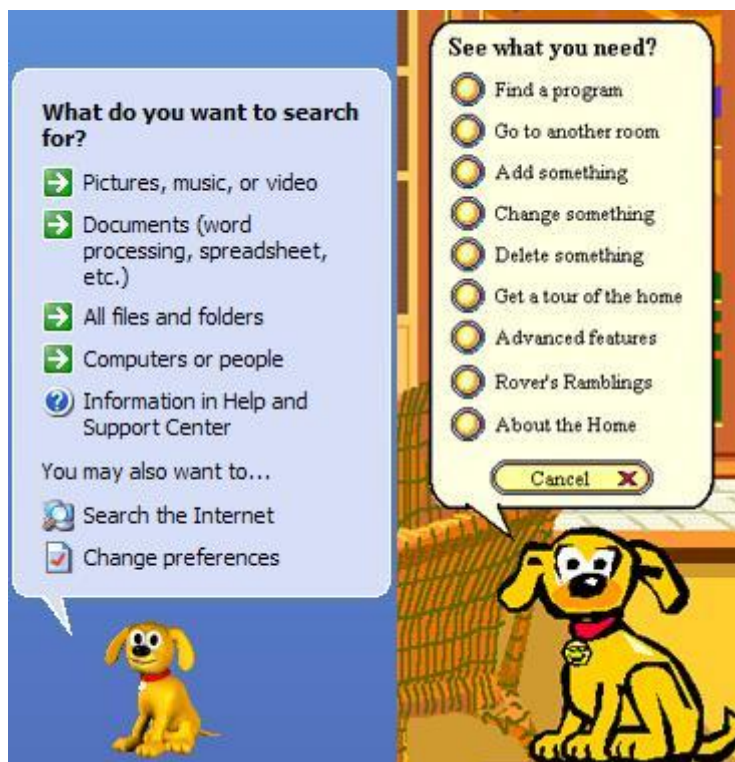 What do you want to search
for?
Pictures, music, or video
Documents (word
processing, spreadsheet,
etc.)
All files and folders
Computers or people
Information in Help and
Support Center
You may also want to...
Search the Internet
Change preferences
See what you need?
Find a program
Go to another room
Add something
Change something
Delete something
Get a tour of the home
Advanced features
Rover's Ramblings
About the Home
Cancel